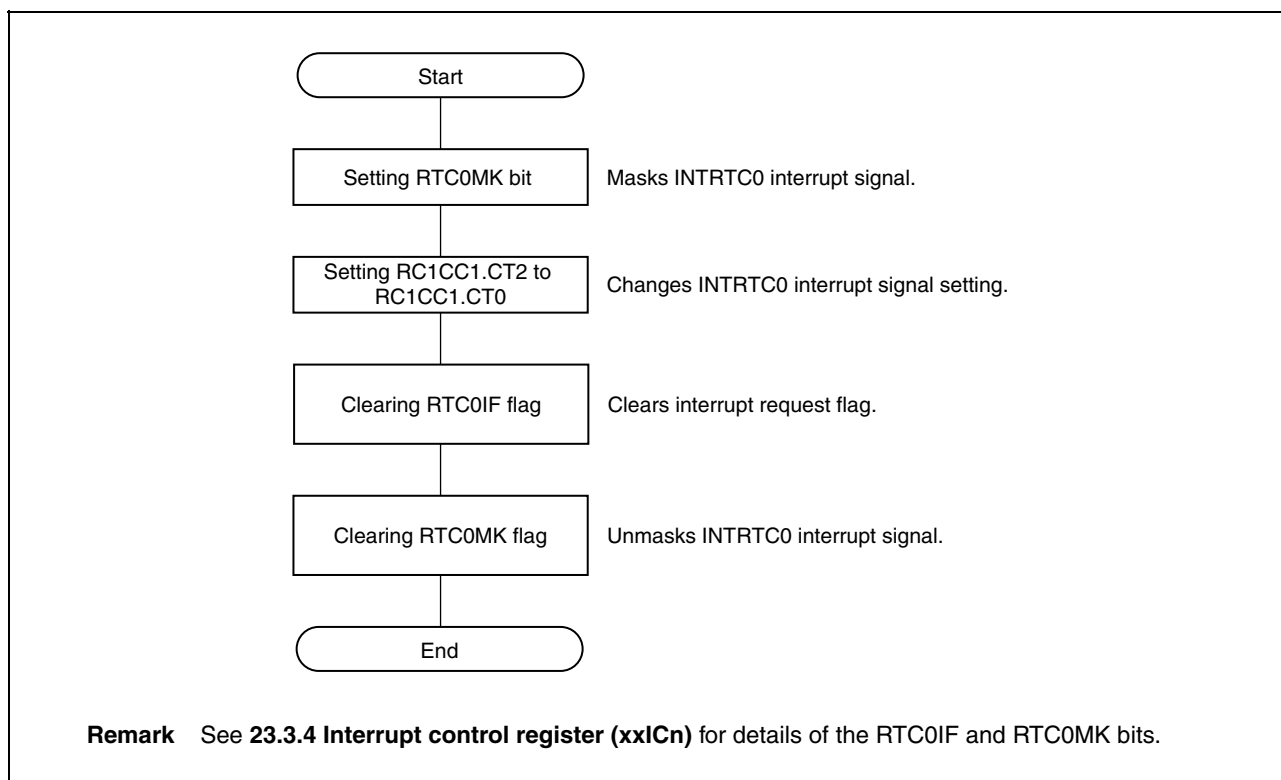 Start
Setting RTC0MK bit
Masks INTRTC0 interrupt signal.
Setting RC1CC1.CT2 to
RC1CC1.CT0
Changes INTRTC0 interrupt signal setting.
Clearing RTC0IF flag
Clears interrupt request flag.
Clearing RTC0MK flag
Unmasks INTRTC0 interrupt signal.
End
Remark See 23.3.4 Interrupt control register (xxICn) for details of the RTC0IF and RTC0MK bits.